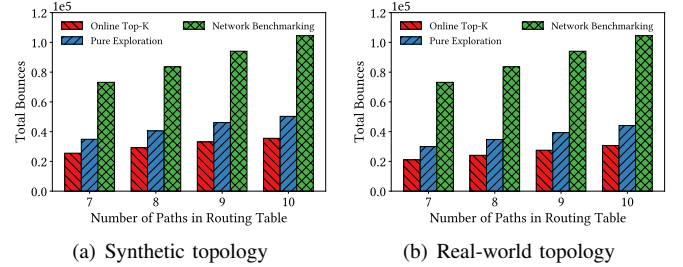 1e5
Online Top-K
Network Benchmarking
Pure Exploration
1.2
1.0
0.8
0.6
0.4
0.2
0.0
Total Bounces
7 8 9 10
Number of Paths in Routing Table
(a) Synthetic topology
1e5
Online Top-K
Network Benchmarking
Pure Exploration
1.2
1.0
0.8
0.6
0.4
0.2
0.0
Total Bounces
7 8 9 10
Number of Paths in Routing Table
(b) Real-world topology